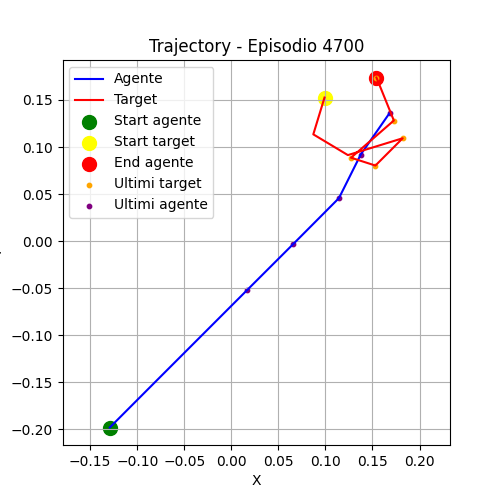 Trajectory - Episodio 4700
Agente
Target
Start agente
Start target
End agente
Ultimi target
Ultimi agente
0.15
0.10
0.05
0.00
−0.05
−0.10
−0.15
−0.20
−0.15
−0.10
−0.05
0.00
0.05
0.10
0.15
0.20
X